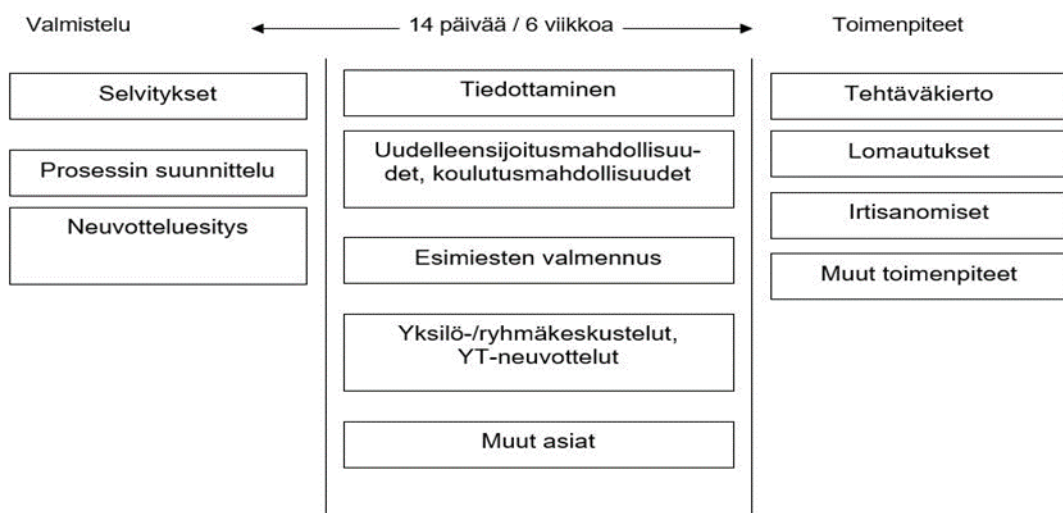 Valmistelu
14 päivää / 6 viikkoa
Toimenpiteet
Selvitykset
Prosessin suunnittelu
Neuvotteluesitys
Tiedottaminen
Uudelleensijoitusmahdollisuu-
det, koulutusmahdollisuudet
Esimiesten valmennus
Yksilö-/ryhmäkeskustelut,
YT-neuvottelut
Muut asiat
Tehtäväkierto
Lomautukset
Irtisanomiset
Muut toimenpiteet